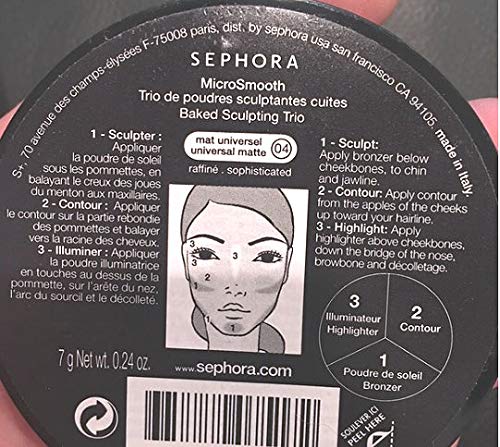 S+, 70 avenue des champs-élysées F-75008 paris, dist. by sephora usa san francisco CA 94105. made in Italy.
SEPHORA
MicroSmooth
Trio de poudres sculptantes cuites
Baked Sculpting Trio
mat universel
universal matte
04
raffiné . sophisticated
1 - Sculpter :
Appliquer
la poudre de soleil
sous les pommettes, en
balayant le creux des joues
du menton aux maxillaires.
2 - Contour : Appliquer
le contour sur la partie rebondie
des pommettes et balayer
vers la racine des cheveux.
3 - Illuminer : Appliquer
la poudre illuminatrice
en touches au dessus de la
pommette, sur l'arête du nez,
l'arc du sourcil et le décolleté.
1 - Sculpt:
Apply bronzer below
cheekbones, to chin
and jawline.
2 - Contour: Apply contour
from the apples of the cheeks
up toward your hairline.
3 - Highlight: Apply
highlighter above cheekbones,
down the bridge of the nose,
browbone and décolletage.
3
3
3
2
1
1
3
Illuminateur
Highlighter
2
Contour
1
Poudre de soleil
Bronzer
7 g Net wt. 0.24 oz.
www.sephora.com
SOULEVER ICI
PEEL HERE